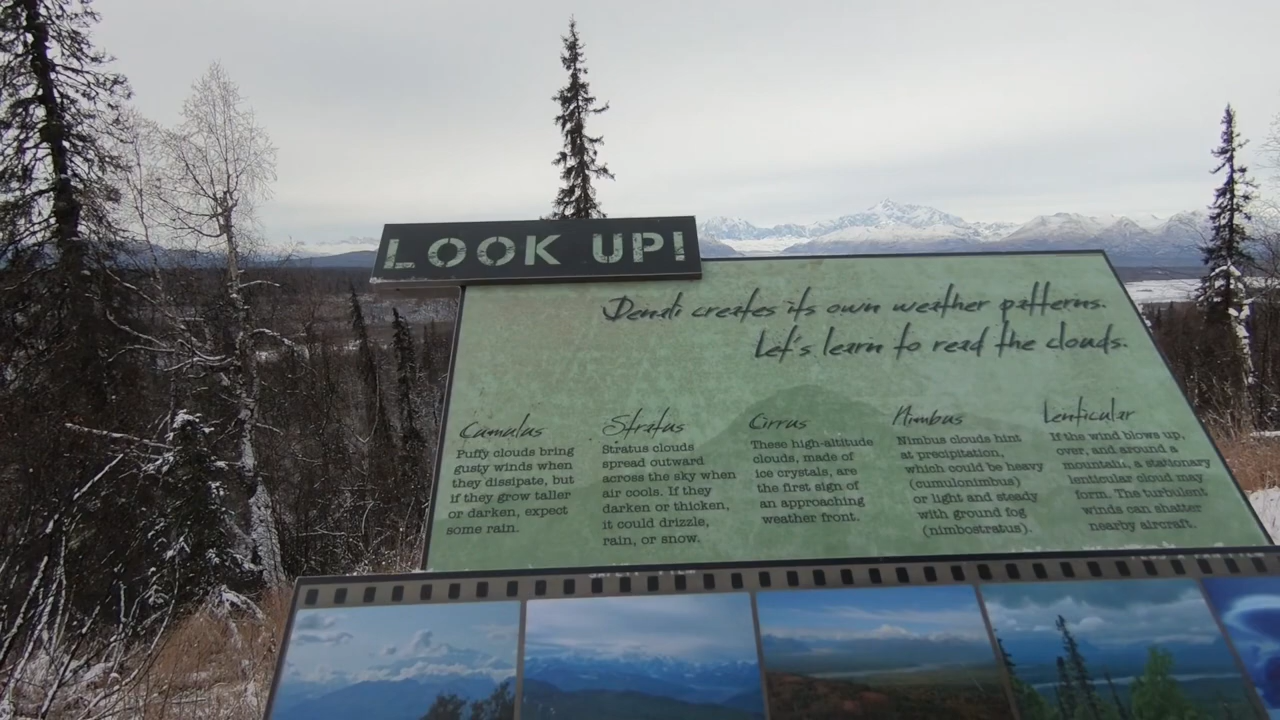 LOOK UP!
Denali creates its own weather patterns.
Let's learn to read the clouds.
Cumulus
Puffy clouds bring
gusty winds when
they dissipate, but
if they grow taller
or darken, expect
some rain.
Stratus
Stratus clouds
spread outward
across the sky when
air cools. If they
darken or thicken,
it could drizzle,
rain, or snow.
Cirrus
These high-altitude
clouds, made of
ice crystals, are
the first sign of
an approaching
weather front.
Nimbus
Nimbus clouds hint
at precipitation,
which could be heavy
(cumulonimbus)
or light and steady
with ground fog
(nimbostratus).
Lenticular
If the wind blows up,
over, and around a
mountain, a stationary
lenticular cloud may
form. The turbulent
winds can shatter
nearby aircraft.